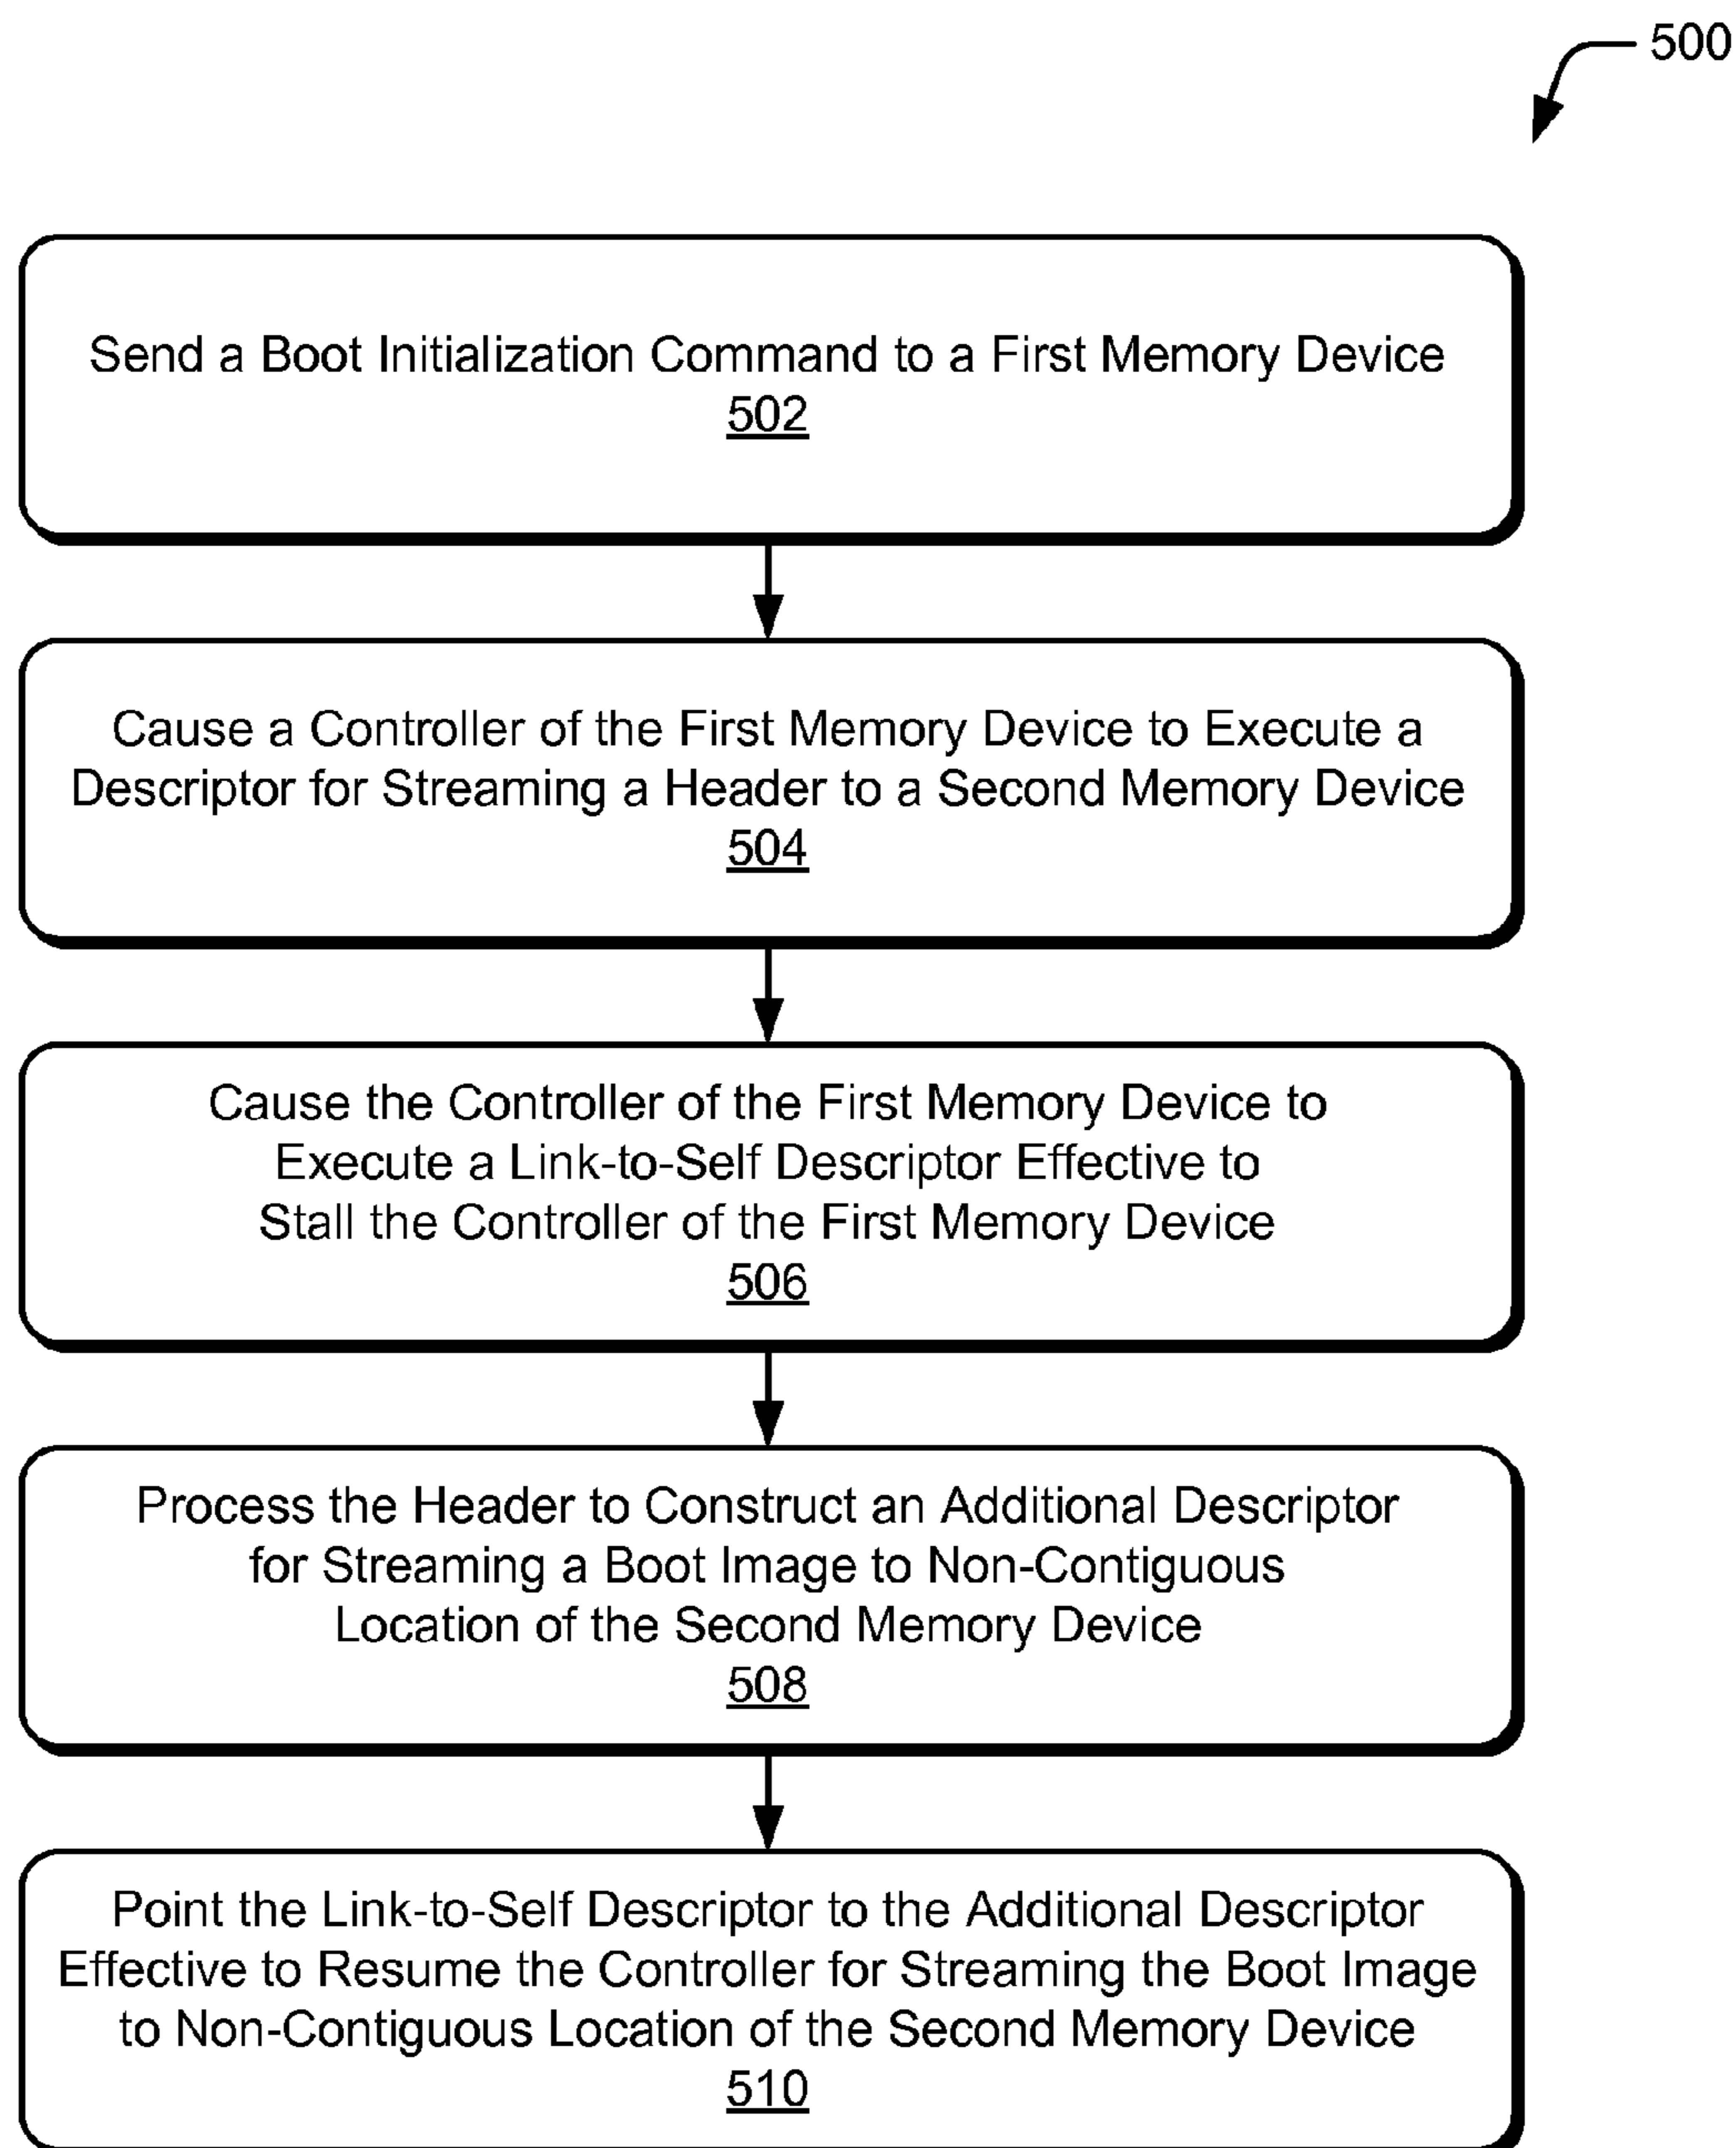 500
Send a Boot Initialization Command to a First Memory Device
502
Cause a Controller of the First Memory Device to Execute a
Descriptor for Streaming a Header to a Second Memory Device
504
Cause the Controller of the First Memory Device to
Execute a Link-to-Self Descriptor Effective to
Stall the Controller of the First Memory Device
506
Process the Header to Construct an Additional Descriptor
for Streaming a Boot Image to Non-Contiguous
Location of the Second Memory Device
508
Point the Link-to-Self Descriptor to the Additional Descriptor
Effective to Resume the Controller for Streaming the Boot Image
to Non-Contiguous Location of the Second Memory Device
510